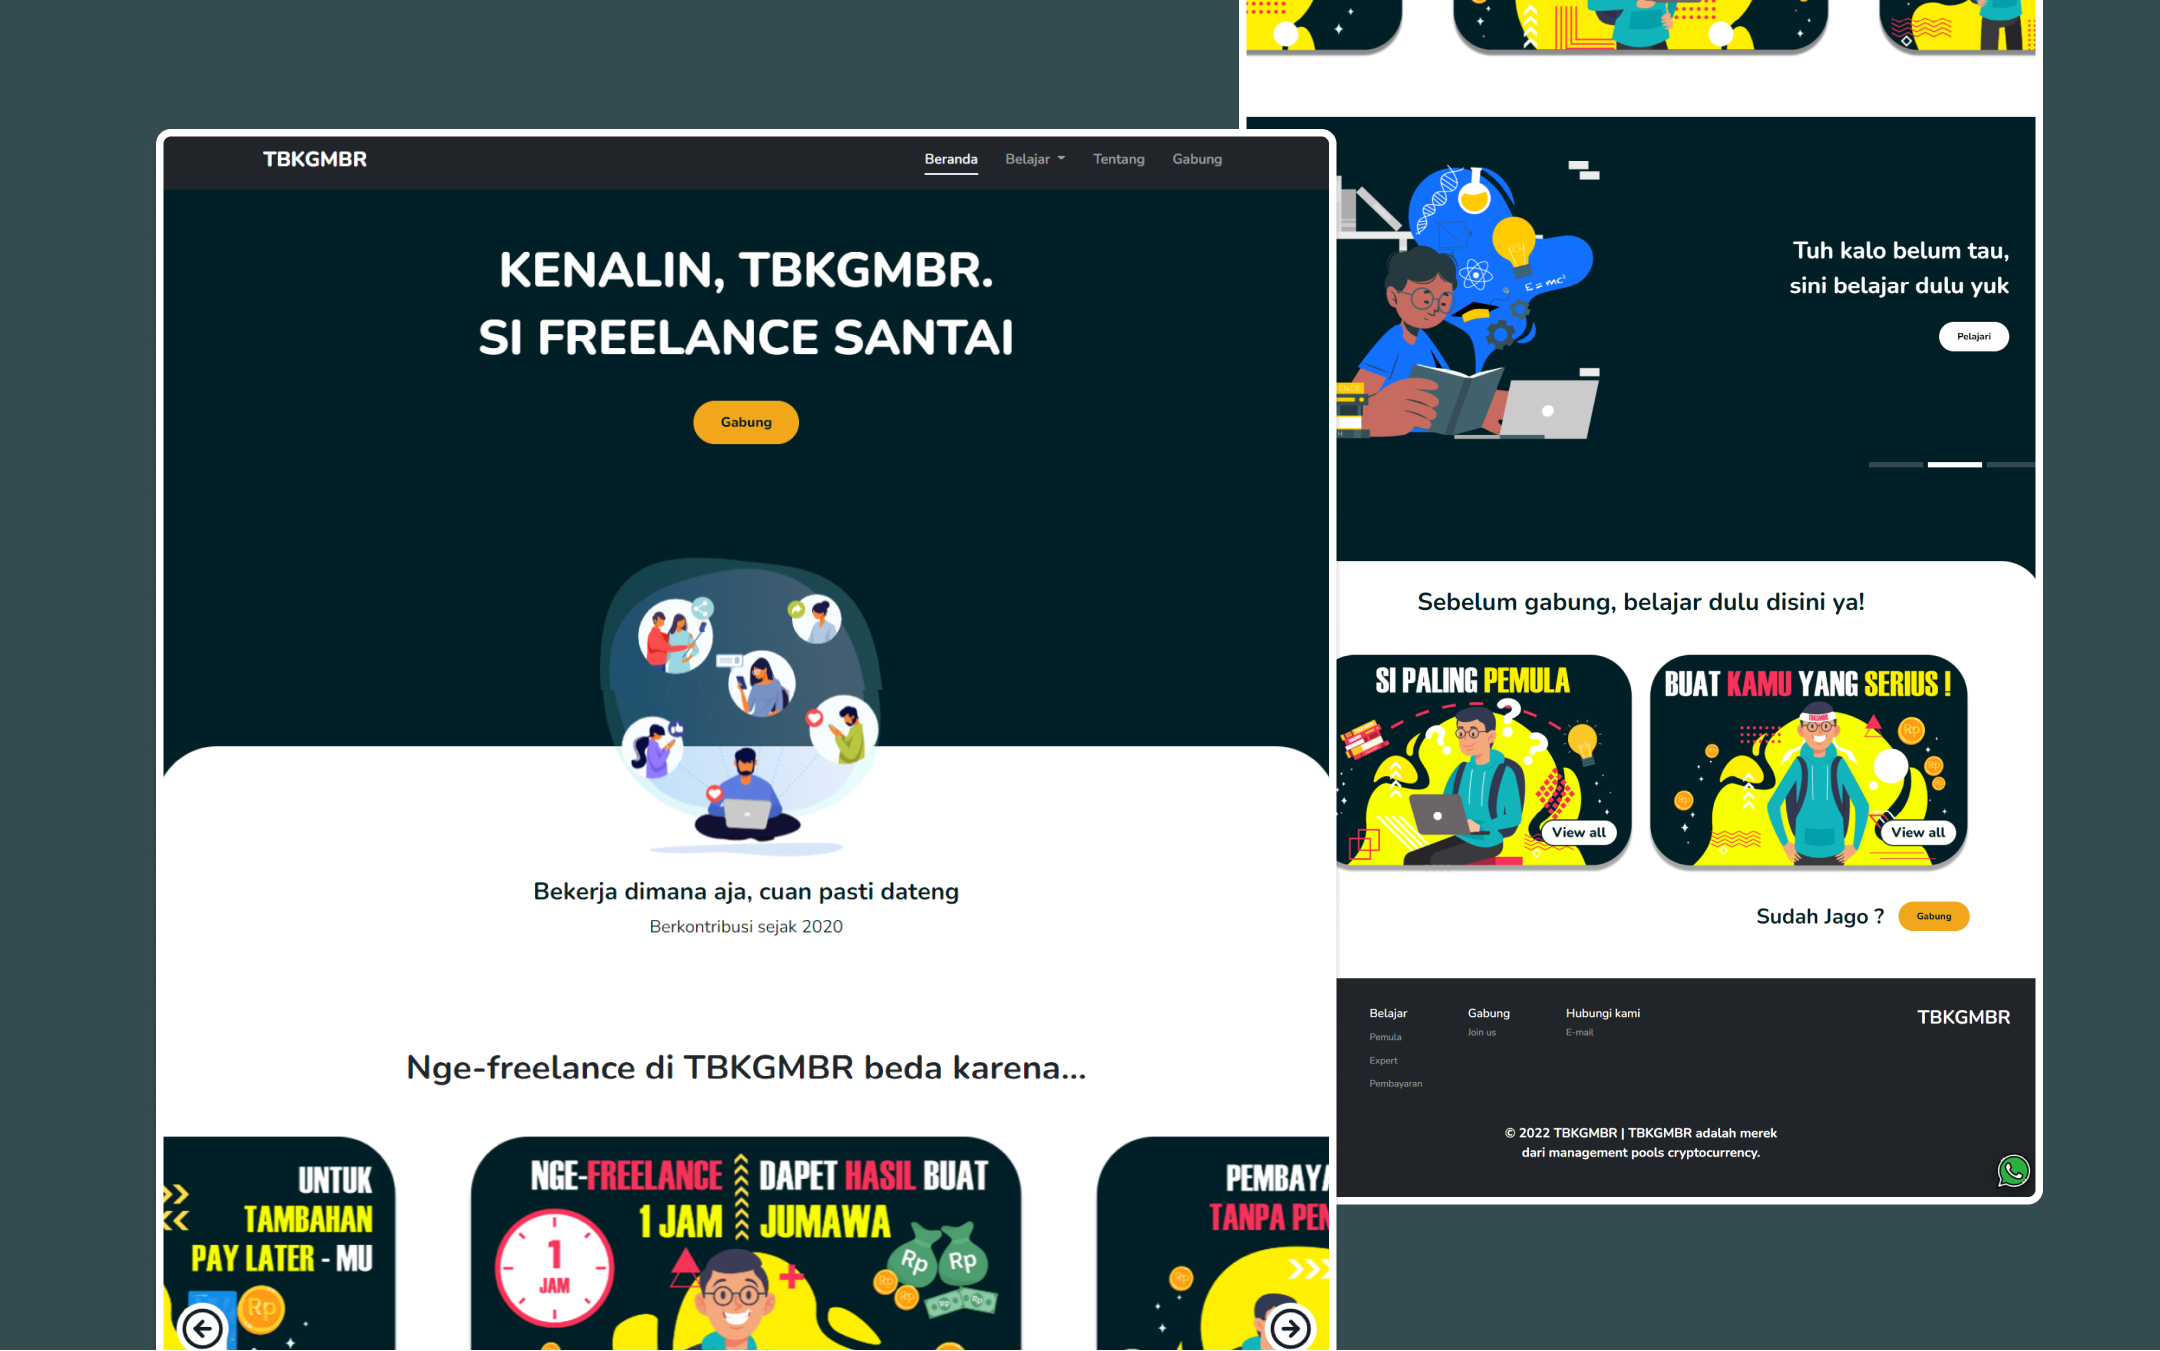 TBKGMBR
Beranda
Belajar
Tentang
Gabung
KENALIN, TBKGMBR.
SI FREELANCE SANTAI
Gabung
Bekerja dimana aja, cuan pasti dateng
Berkontribusi sejak 2020
Nge-freelance di TBKGMBR beda karena...
UNTUK
TAMBAHAN
PAY LATER - MU
Rp
NGE-FREELANCE
1 JAM
DAPET HASIL BUAT
JUMAWA
1
JAM
Rp
Rp
TANPA
Rp
Tuh kalo belum tau,
sini belajar dulu yuk
Pelajari
E = mc²
Sebelum gabung, belajar dulu disini ya!
SI PALING PEMULA
View all
BUAT KAMU YANG SERIUS !
TBKGMBR
Rp
View all
Sudah Jago ?
Gabung
Belajar
Pemula
Expert
Pembayaran
Gabung
Join us
Hubungi kami
E-mail
TBKGMBR
© 2022 TBKGMBR | TBKGMBR adalah merek
dari management pools cryptocurrency.